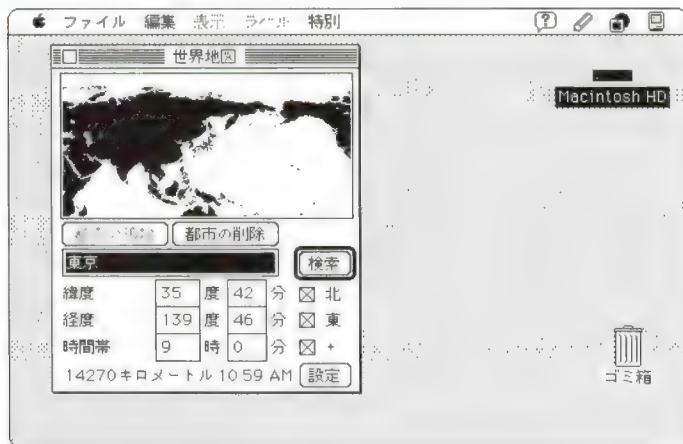 ファイル 編集 表示 ラベル 特別
世界地図
Macintosh HD
都市の削除
東京 検索
緯度 35 度 42 分 北
経度 139 度 46 分 東
時間帯 9 時 0 分 +
14270キロメートル 10:59 AM 設定
ゴミ箱